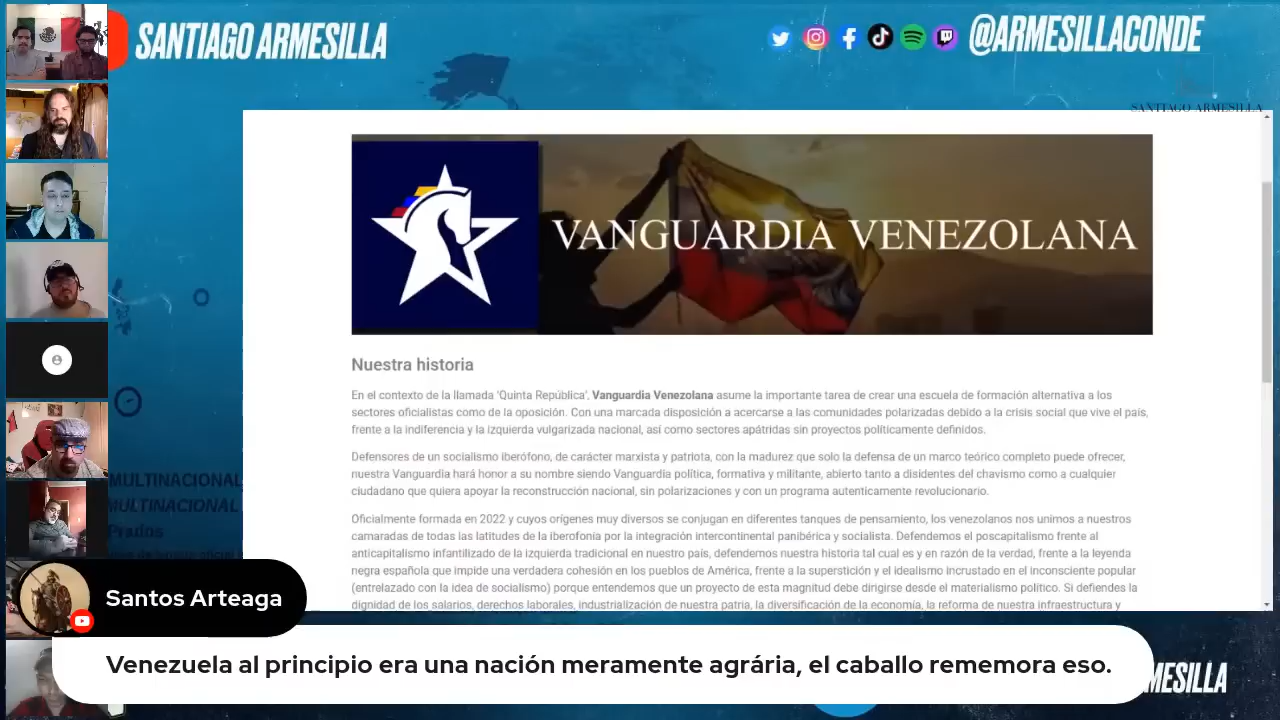 SANTIAGO ARMESILLA
@ARMESILLACONDE
SANTIAGO ARMESILLA
VANGUARDIA VENEZOLANA
Nuestra historia
En el contexto de la llamada 'Quinta República', Vanguardia Venezolana asume la importante tarea de crear una escuela de formación alternativa a los
sectores oficialistas como de la oposición. Con una marcada disposición a acercarse a las comunidades polarizadas debido a la crisis social que vive el país,
frente a la indiferencia y la izquierda vulgarizada nacional, así como sectores apátridas sin proyectos políticamente definidos.
Defensores de un socialismo iberófono, de carácter marxista y patriota, con la madurez que solo la defensa de un marco teórico completo puede ofrecer,
nuestra Vanguardia hará honor a su nombre siendo Vanguardia política, formativa y militante, abierto tanto a disidentes del chavismo como a cualquier
ciudadano que quiera apoyar la reconstrucción nacional, sin polarizaciones y con un programa autenticamente revolucionario.
Oficialmente formada en 2022 y cuyos orígenes muy diversos se conjugan en diferentes tanques de pensamiento, los venezolanos nos unimos a nuestros
camaradas de todas las latitudes de la iberofonía por la integración intercontinental panibérica y socialista. Defendemos el poscapitalismo frente al
anticapitalismo infantilizado de la izquierda tradicional en nuestro país, defendemos nuestra historia tal cual es y en razón de la verdad, frente a la leyenda
negra española que impide una verdadera cohesión en los pueblos de América, frente a la superstición y el idealismo incrustado en el inconsciente popular
(entrelazado con la idea de socialismo) porque entendemos que un proyecto de esta magnitud debe dirigirse desde el materialismo político. Si defiendes la
dignidad de los salarios, derechos laborales, industrialización de nuestra patria, la diversificación de la economía, la reforma de nuestra infraestructura y
MULTINACIONAL
MULTINACIONAL
Prados
Santos Arteaga
Venezuela al principio era una nación meramente agrária, el caballo rememora eso.
MESILLA